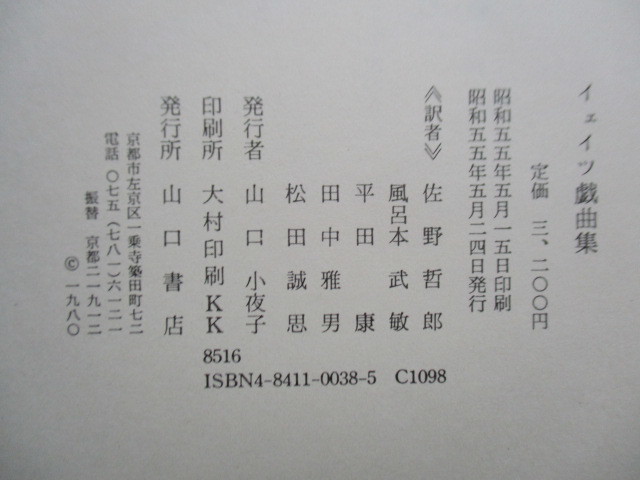 イェイツ戯曲集
定価 三、二〇〇円
昭和五五年五月一五日印刷
昭和五五年五月二四日発行
《訳者》 佐野哲郎
風呂本武敏
平田康
田中雅男
松田誠思
発行者 山口小夜子
印刷所 大村印刷KK
発行所 山口書店
京都市左京区一乗寺築田町七二
電話 〇七五(七八一)六一二一
振替 京都二一九一二
© 一九八〇
8516
ISBN4-8411-0038-5 C1098